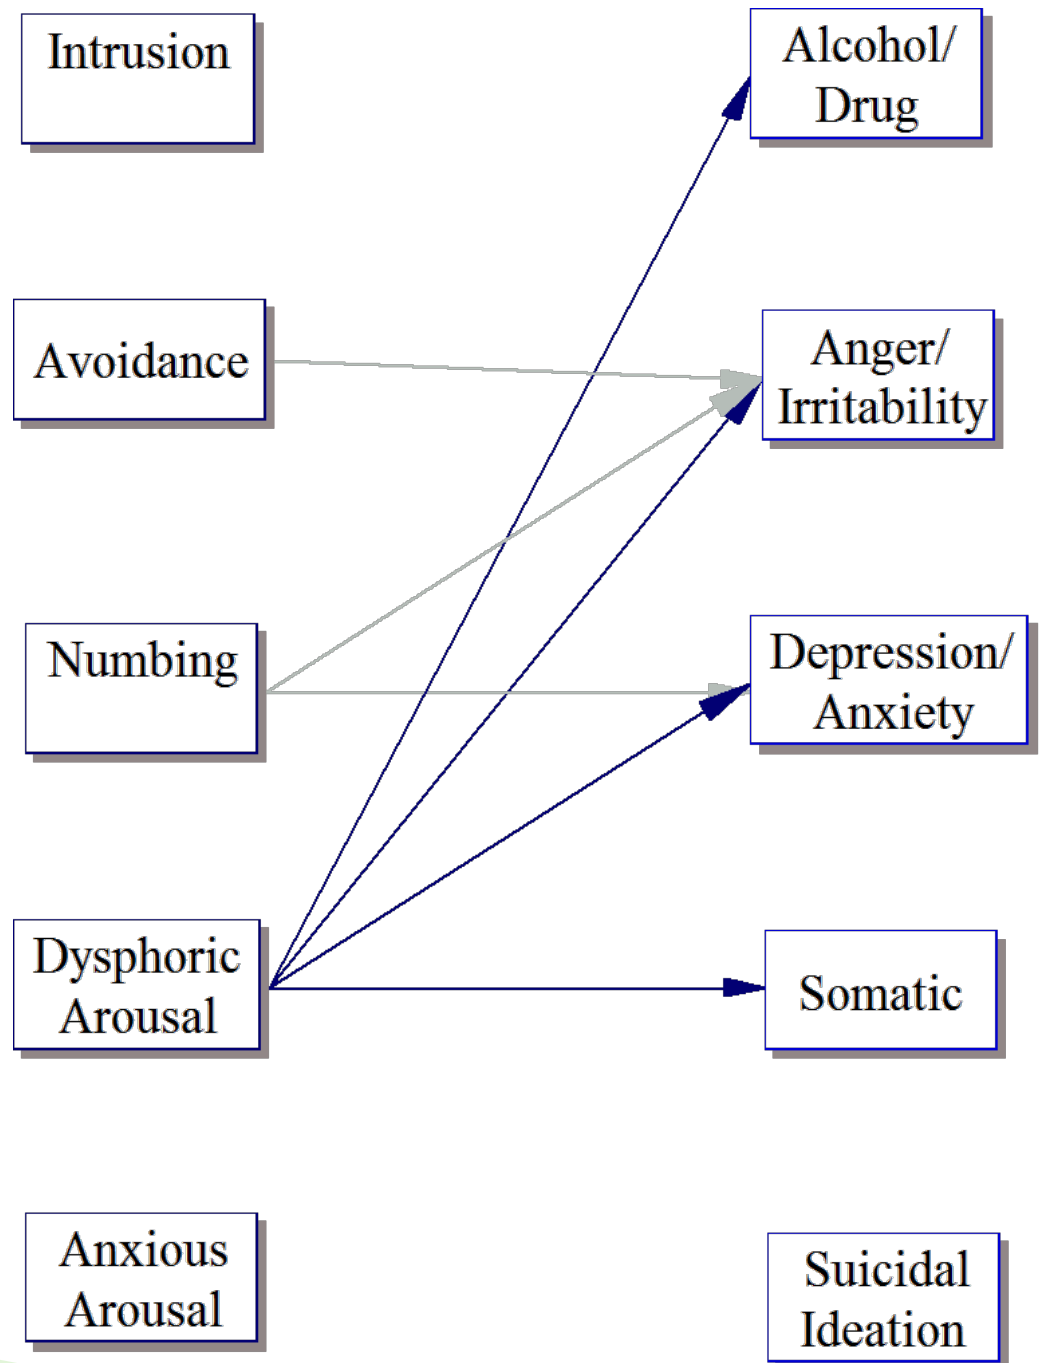 Intrusion
Alcohol/
Drug
Avoidance
Anger/
Irritability
Numbing
Depression/
Anxiety
Dysphoric
Arousal
Somatic
Anxious
Arousal
Suicidal
Ideation